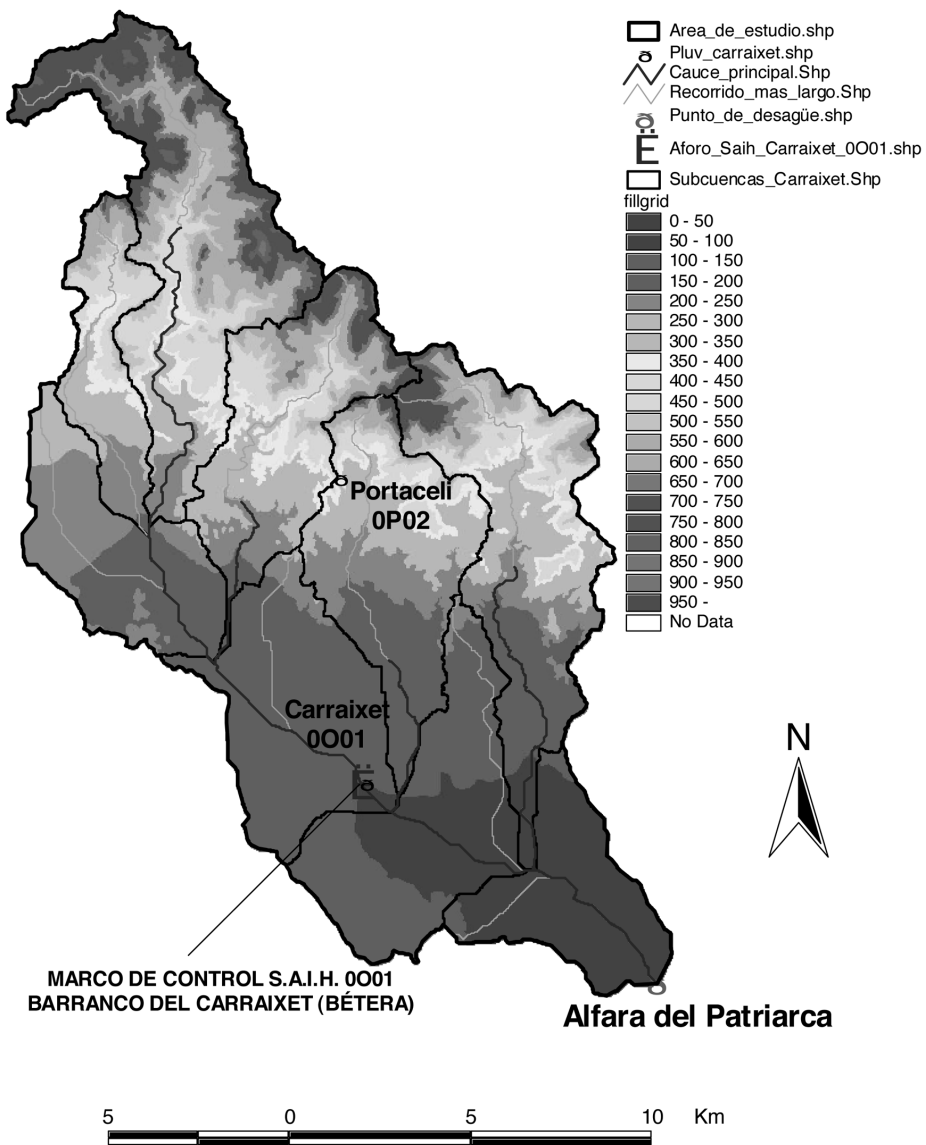 Area_de_estudio.shp
Pluv_carraixet.shp
Cauce_principal.Shp
Recorrido_mas_largo.Shp
Punto_de_desagüe.shp
Ë Aforo_Saih_Carraixet_0O01.shp
Subcuencas_Carraixet.Shp
fillgrid
0 - 50
50 - 100
100 - 150
150 - 200
200 - 250
250 - 300
300 - 350
350 - 400
400 - 450
450 - 500
500 - 550
550 - 600
600 - 650
650 - 700
700 - 750
750 - 800
800 - 850
850 - 900
900 - 950
950 -
No Data
Portaceli
0P02
Carraixet
0O01
Ë
N
MARCO DE CONTROL S.A.I.H. 0O01
BARRANCO DEL CARRAIXET (BÉTERA)
Alfara del Patriarca
5 0 5 10 Km